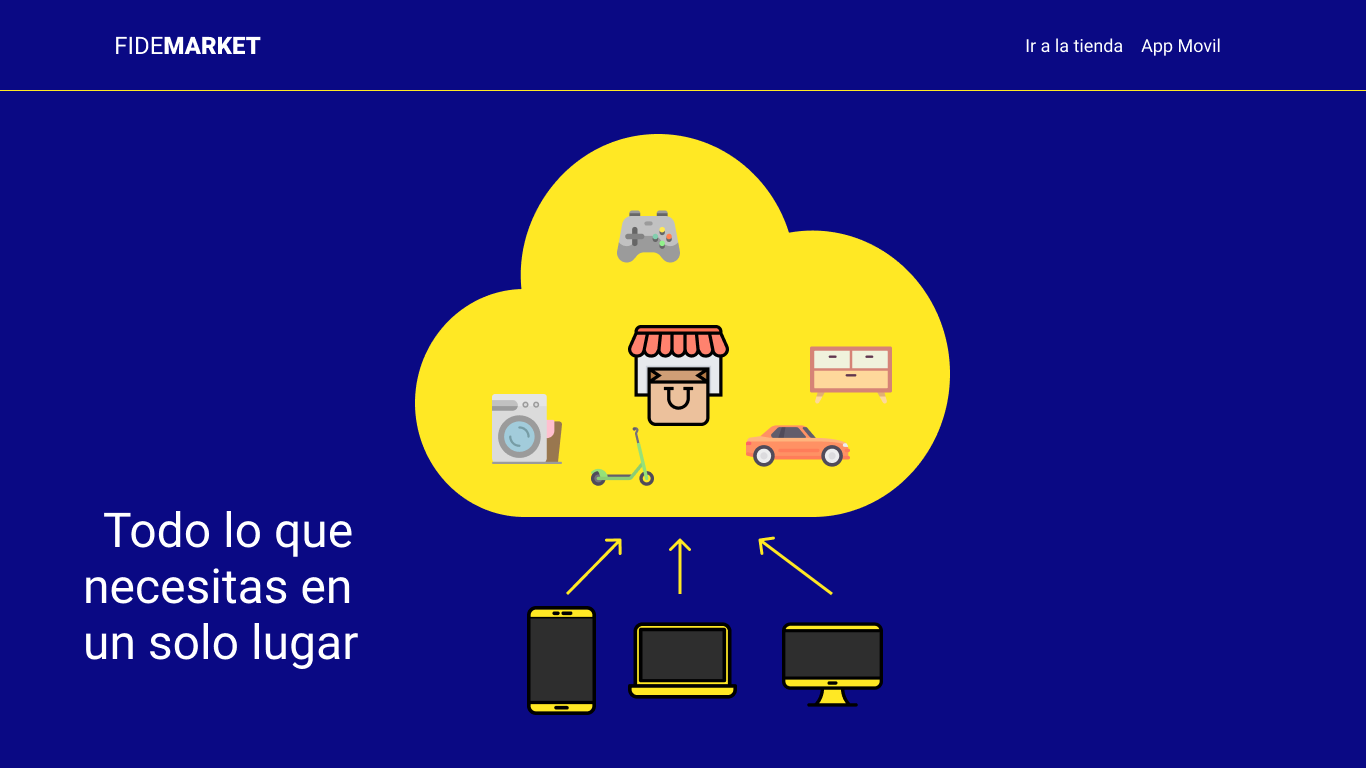 FIDEMARKET
Ir a la tienda App Movil
Todo lo que
necesitas en
un solo lugar